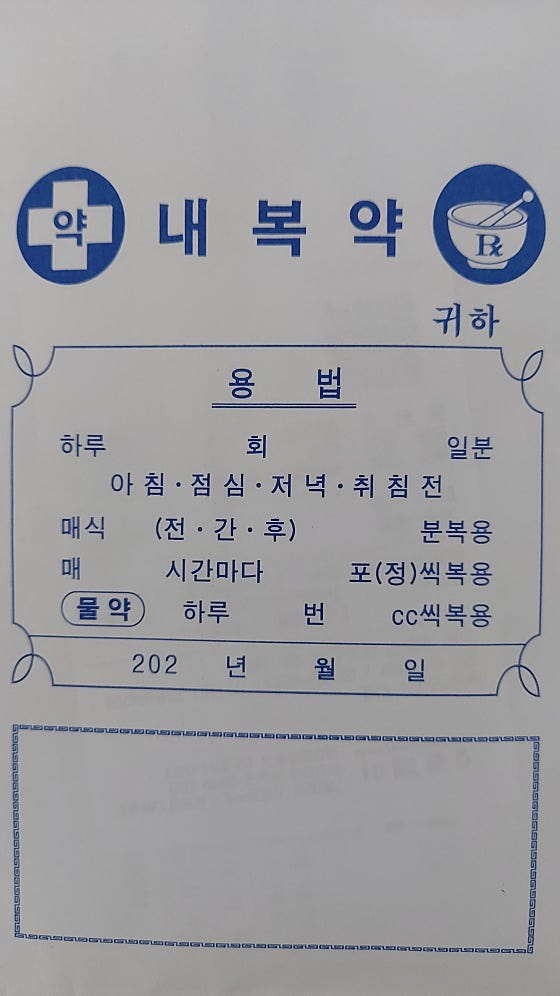 약 내 복 약 Rx
귀하
용 법
하루 회 일분
아 침 · 점 심 · 저 녁 · 취 침 전
매식 (전 · 간 · 후) 분복용
매 시간마다 포(정)씩복용
물 약 하루 번 cc씩복용
202 년 월 일